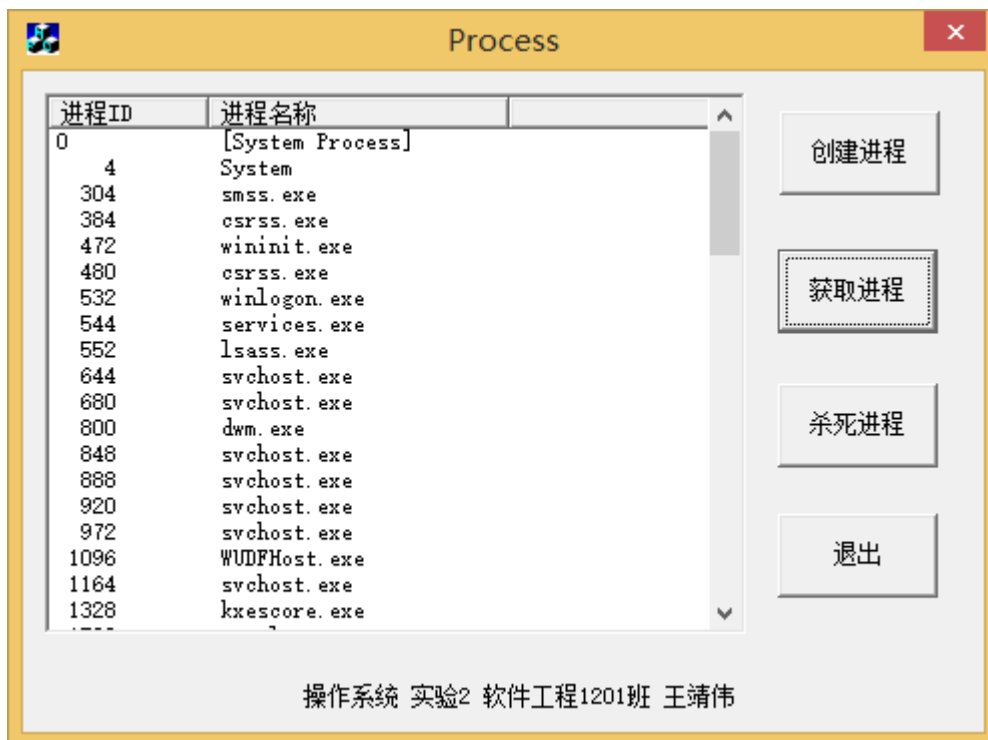 Process
进程ID 进程名称
0 [System Process]
4 System
304 smss.exe
384 csrss.exe
472 wininit.exe
480 csrss.exe
532 winlogon.exe
544 services.exe
552 lsass.exe
644 svchost.exe
680 svchost.exe
800 dwm.exe
848 svchost.exe
888 svchost.exe
920 svchost.exe
972 svchost.exe
1096 WUDFHost.exe
1164 svchost.exe
1328 kxescore.exe
创建进程
获取进程
杀死进程
退出
操作系统 实验2 软件工程1201班 王靖伟